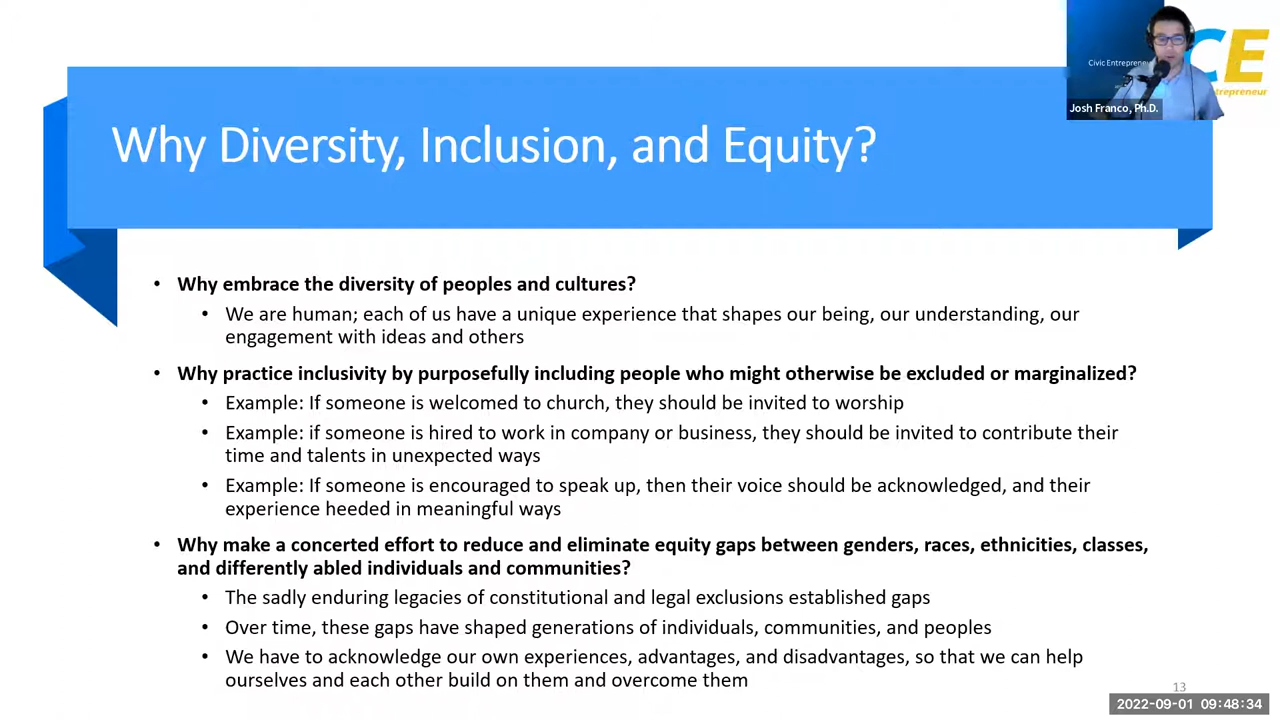 Civic Entrepreneur
CE
trepreneur
Josh Franco, Ph.D.
Why Diversity, Inclusion, and Equity?
• Why embrace the diversity of peoples and cultures?
• We are human; each of us have a unique experience that shapes our being, our understanding, our
engagement with ideas and others
• Why practice inclusivity by purposefully including people who might otherwise be excluded or marginalized?
• Example: If someone is welcomed to church, they should be invited to worship
• Example: if someone is hired to work in company or business, they should be invited to contribute their
time and talents in unexpected ways
• Example: If someone is encouraged to speak up, then their voice should be acknowledged, and their
experience heeded in meaningful ways
• Why make a concerted effort to reduce and eliminate equity gaps between genders, races, ethnicities, classes,
and differently abled individuals and communities?
• The sadly enduring legacies of constitutional and legal exclusions established gaps
• Over time, these gaps have shaped generations of individuals, communities, and peoples
• We have to acknowledge our own experiences, advantages, and disadvantages, so that we can help
ourselves and each other build on them and overcome them
13
2022-09-01 09:48:34